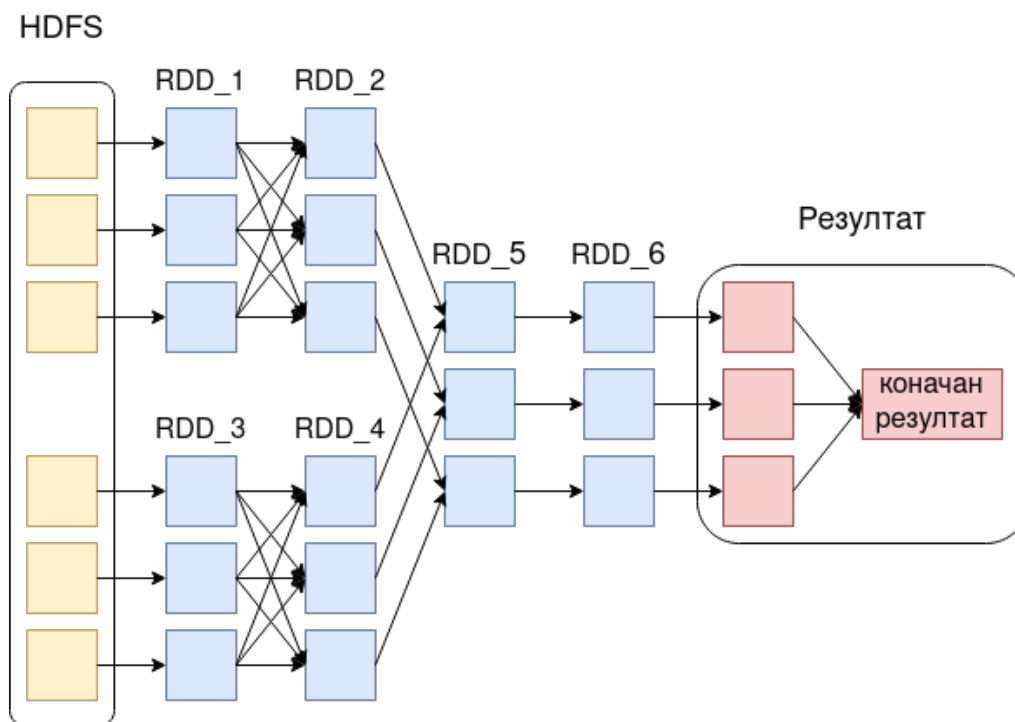 HDFS
RDD_1
RDD_2
RDD_5
RDD_6
Резултат
коначан
резултат
RDD_3
RDD_4